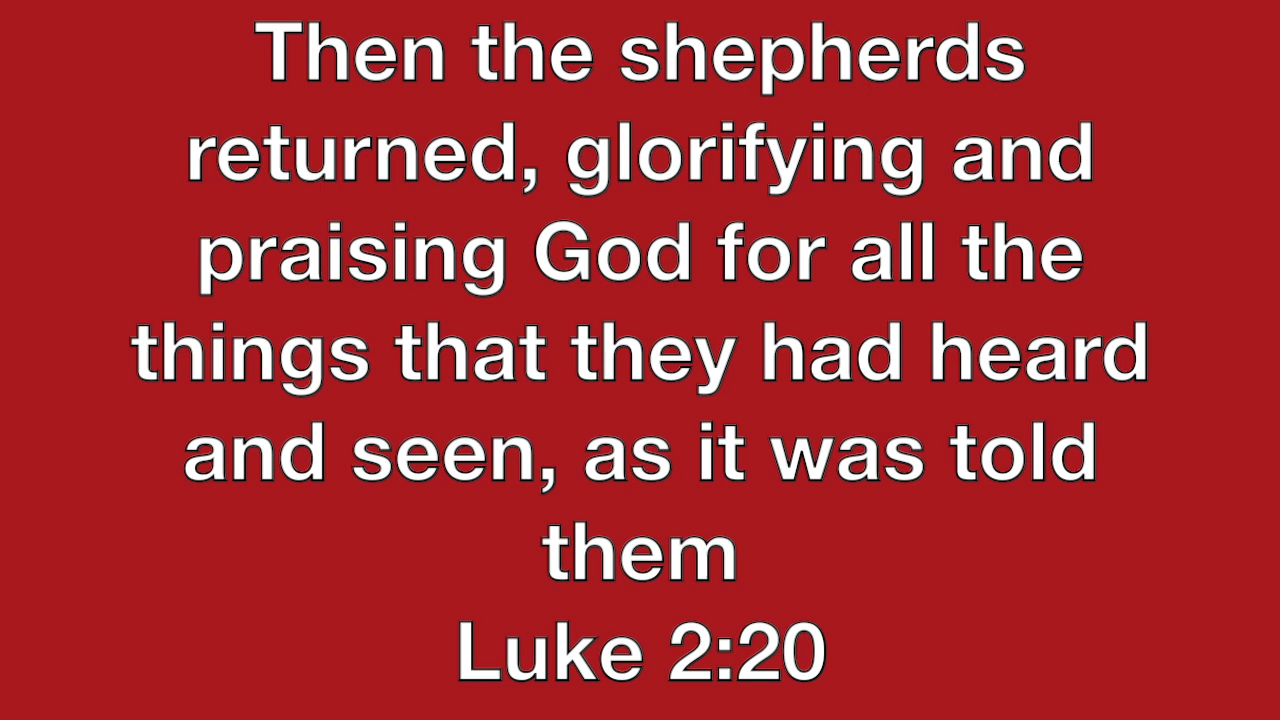 Then the shepherds
returned, glorifying and
praising God for all the
things that they had heard
and seen, as it was told
them
Luke 2:20